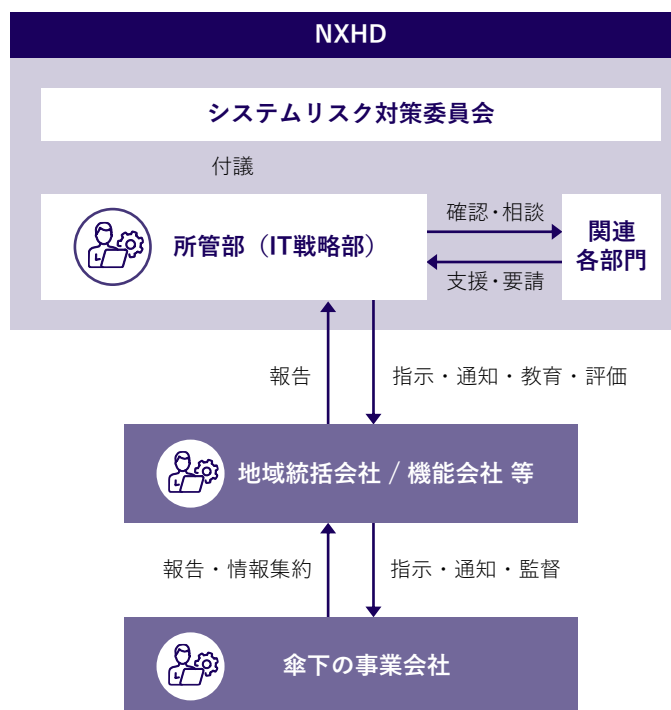 NXHD
システムリスク対策委員会
付議
所管部（IT戦略部）
確認・相談
支援・要請
関連
各部門
報告
指示・通知・教育・評価
地域統括会社 / 機能会社 等
報告・情報集約
指示・通知・監督
傘下の事業会社